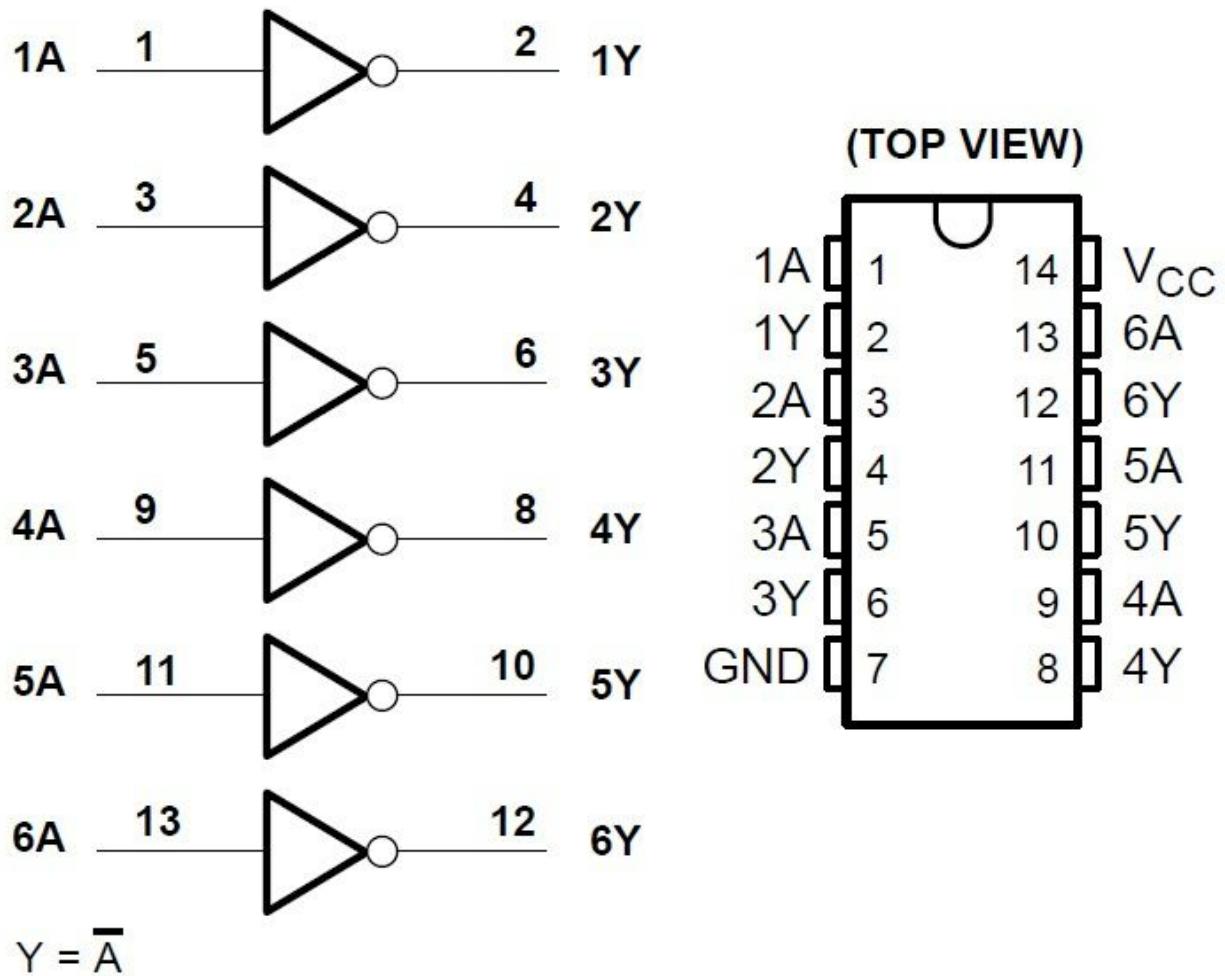 1A 1 2 1Y
2A 3 4 2Y
3A 5 6 3Y
4A 9 8 4Y
5A 11 10 5Y
6A 13 12 6Y
Y = A̅
(TOP VIEW)
1A 1 14 VCC
1Y 2 13 6A
2A 3 12 6Y
2Y 4 11 5A
3A 5 10 5Y
3Y 6 9 4A
GND 7 8 4Y